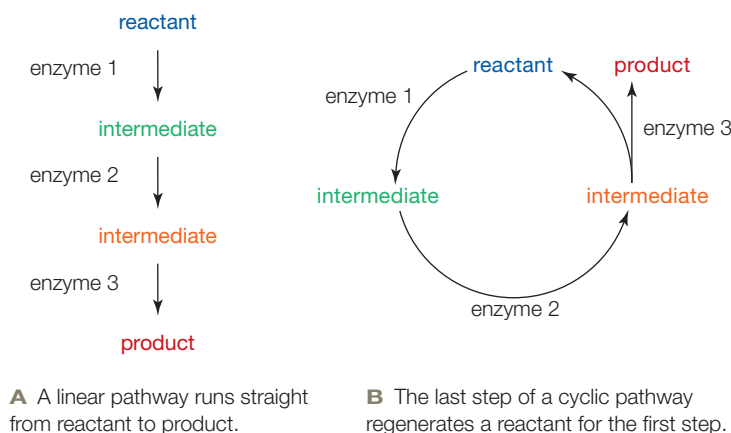 reactant
enzyme 1
intermediate
enzyme 2
intermediate
enzyme 3
product
A A linear pathway runs straight
from reactant to product.
reactant
product
enzyme 1
enzyme 3
intermediate
intermediate
enzyme 2
B The last step of a cyclic pathway
regenerates a reactant for the first step.